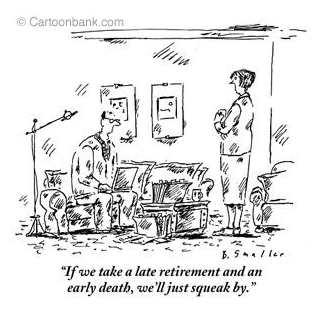 © Cartoonbank.com
B. Smaller
“If we take a late retirement and an
early death, we’ll just squeak by.”